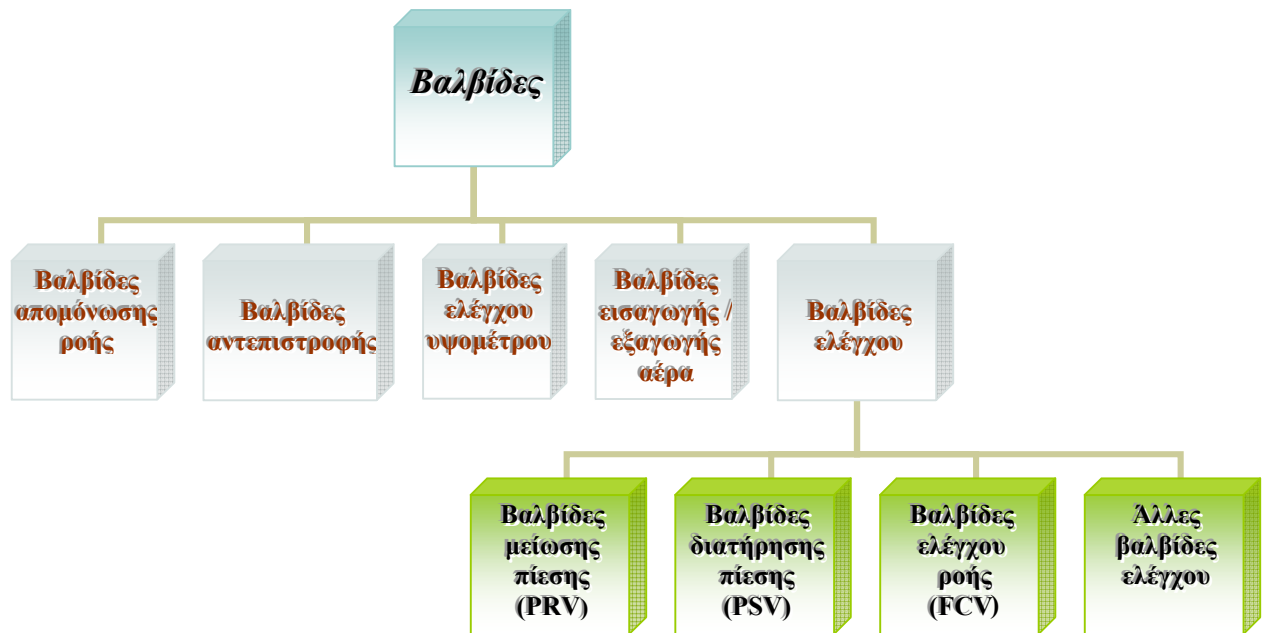 Βαλβίδες
Βαλβίδες
απομόνωσης
ροής
Βαλβίδες
αντεπιστροφής
Βαλβίδες
ελέγχου
υψομέτρου
Βαλβίδες
εισαγωγής /
εξαγωγής
αέρα
Βαλβίδες
ελέγχου
Βαλβίδες
μείωσης
πίεσης
(PRV)
Βαλβίδες
διατήρησης
πίεσης
(PSV)
Βαλβίδες
ελέγχου
ροής
(FCV)
Άλλες
βαλβίδες
ελέγχου